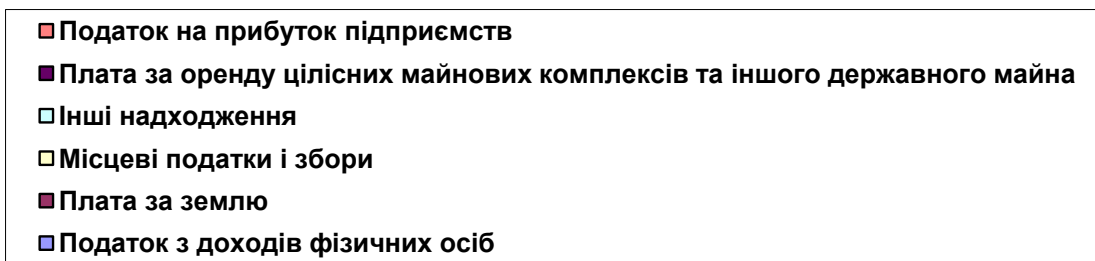 Податок на прибуток підприємств
Плата за оренду цілісних майнових комплексів та іншого державного майна
Інші надходження
Місцеві податки і збори
Плата за землю
Податок з доходів фізичних осіб